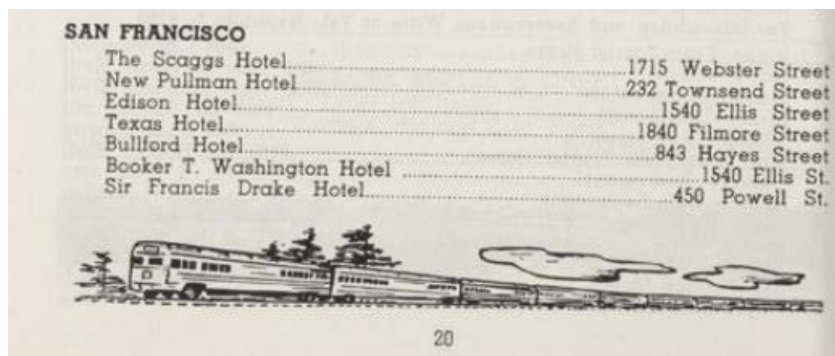 SAN FRANCISCO
The Scaggs Hotel 1715 Webster Street
New Pullman Hotel 232 Townsend Street
Edison Hotel 1540 Ellis Street
Texas Hotel 1840 Filmore Street
Bullford Hotel 843 Hayes Street
Booker T. Washington Hotel 1540 Ellis St.
Sir Francis Drake Hotel 450 Powell St.
20